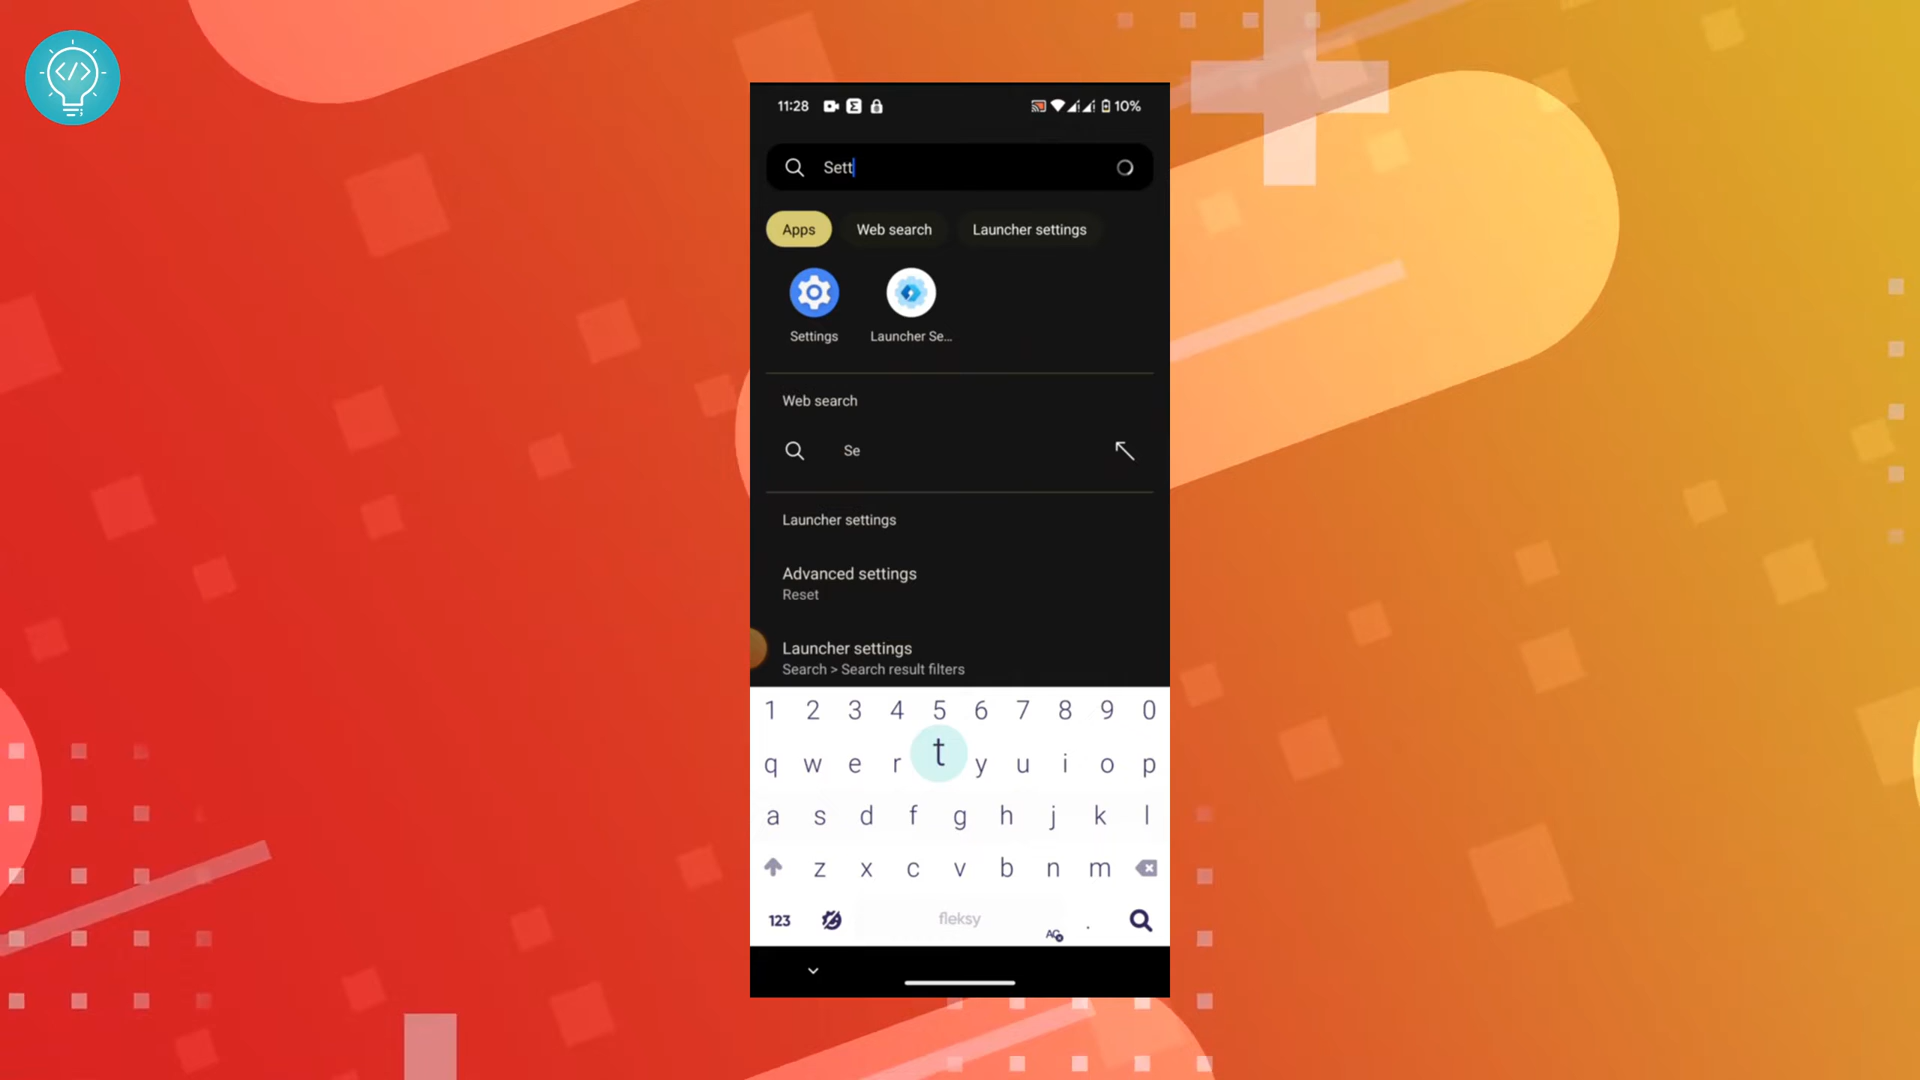 </>
11:28 10%
Sett
Apps Web search Launcher settings
Settings Launcher Se...
Web search
Se
Launcher settings
Advanced settings
Reset
Launcher settings
Search > Search result filters
1 2 3 4 5 6 7 8 9 0
q w e r t y u i o p
a s d f g h j k l
z x c v b n m
123 fleksy .